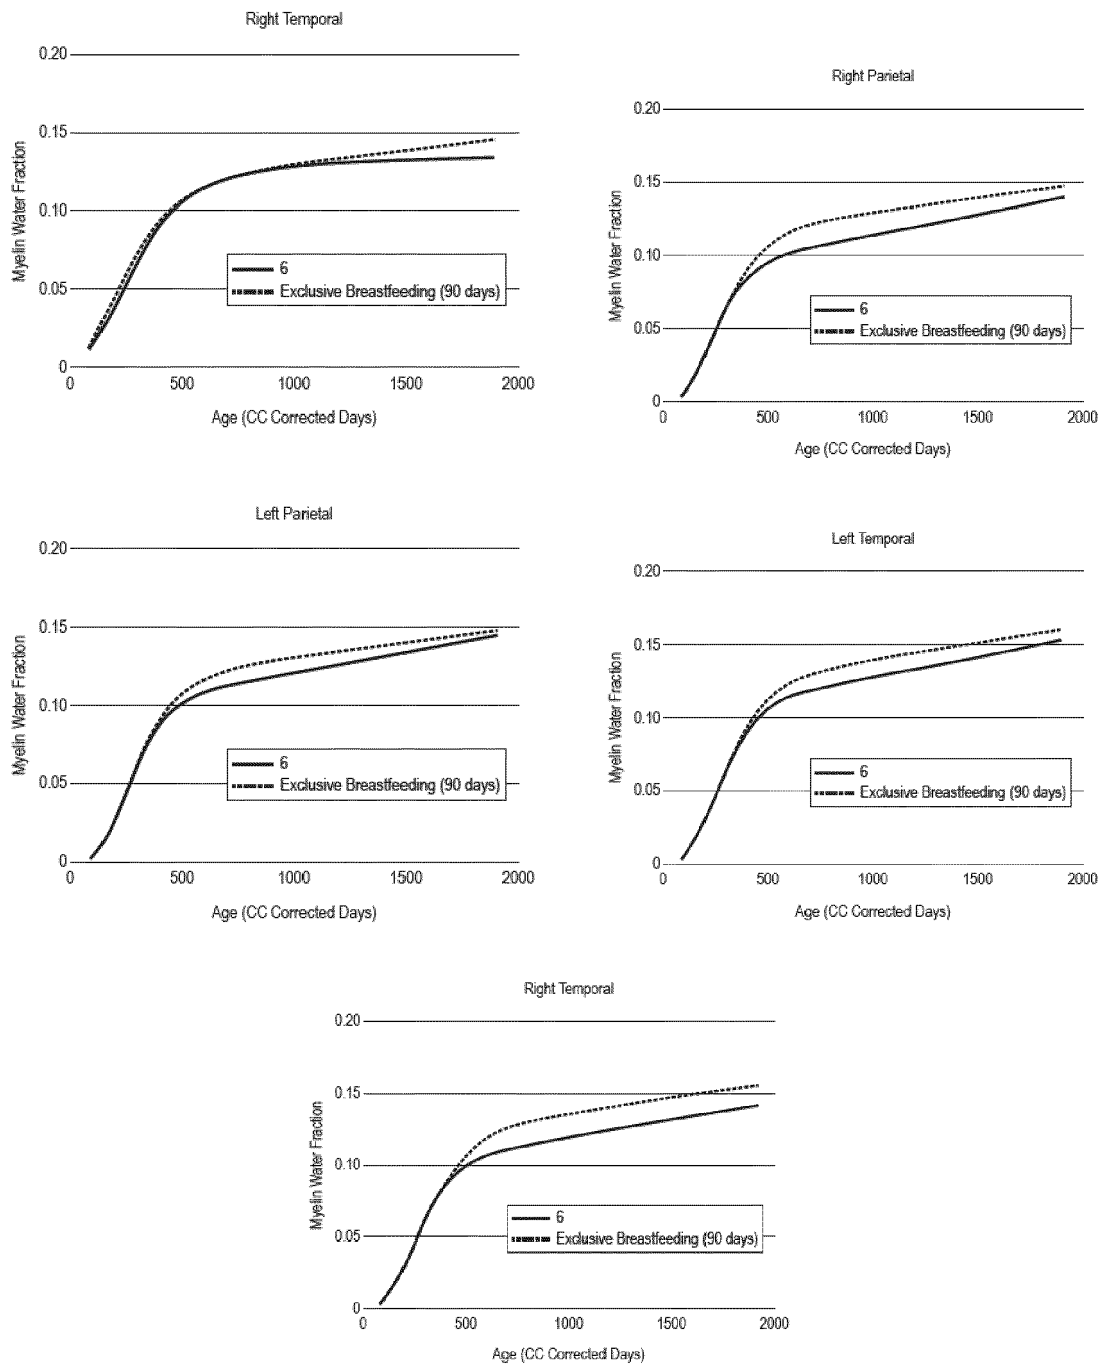 Right Temporal
0.20
0.15
0.10
0.05
0
Myelin Water Fraction
6
Exclusive Breastfeeding (90 days)
0 500 1000 1500 2000
Age (CC Corrected Days)
Right Parietal
0.20
0.15
0.10
0.05
0
Myelin Water Fraction
6
Exclusive Breastfeeding (90 days)
0 500 1000 1500 2000
Age (CC Corrected Days)
Left Parietal
0.20
0.15
0.10
0.05
0
Myelin Water Fraction
6
Exclusive Breastfeeding (90 days)
0 500 1000 1500 2000
Age (CC Corrected Days)
Left Temporal
0.20
0.15
0.10
0.05
0
Myelin Water Fraction
6
Exclusive Breastfeeding (90 days)
0 500 1000 1500 2000
Age (CC Corrected Days)
Right Temporal
0.20
0.15
0.10
0.05
0
Myelin Water Fraction
6
Exclusive Breastfeeding (90 days)
0 500 1000 1500 2000
Age (CC Corrected Days)